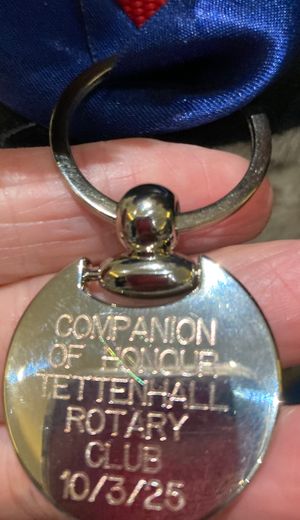 COMPANION
OF HONOUR
TETTENHALL
ROTARY
CLUB
10/3/25